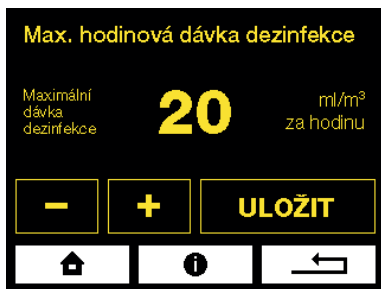 Max. hodinová dávka dezinfekce
Maximální
dávka
dezinfekce
20
ml/m³
za hodinu
− + ULOŽIT